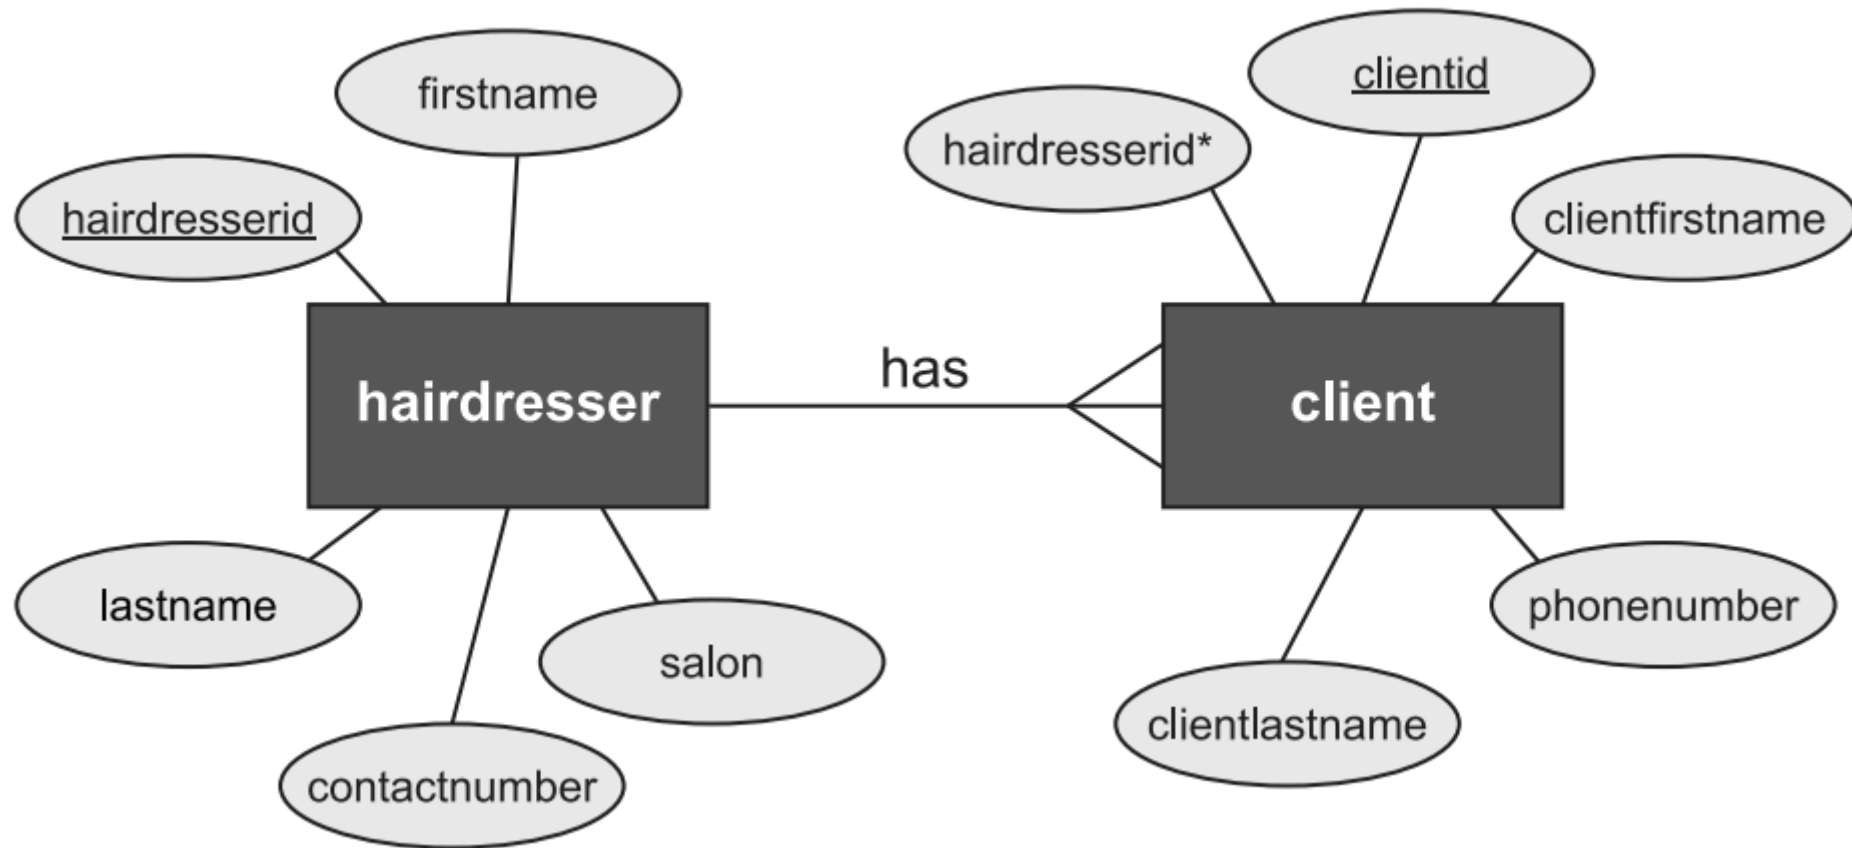 clientid
firstname
hairdresserid*
hairdresserid
clientfirstname
has
hairdresser
client
lastname
phonenumber
salon
clientlastname
contactnumber